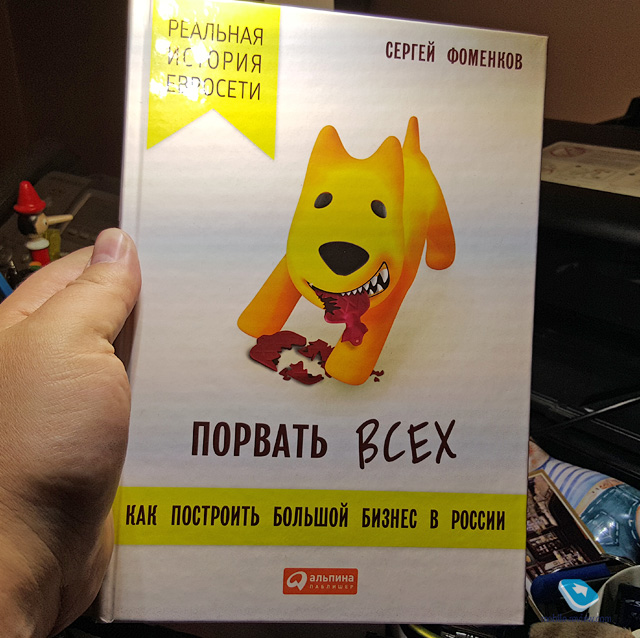 РЕАЛЬНАЯ
ИСТОРИЯ
ЕВРОСЕТИ
СЕРГЕЙ ФОМЕНКОВ
ПОРВАТЬ ВСЕХ
КАК ПОСТРОИТЬ БОЛЬШОЙ БИЗНЕС В РОССИИ
альпина
ПАБЛИШЕР